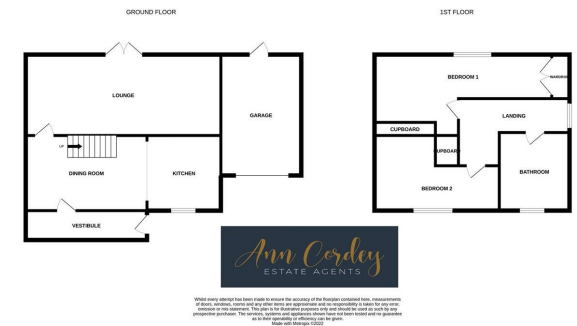 GROUND FLOOR
1ST FLOOR
LOUNGE
GARAGE
UP
DINING ROOM
KITCHEN
VESTIBULE
BEDROOM 1
WARDROBE
LANDING
CUPBOARD
CUPBOARD
BATHROOM
BEDROOM 2
Ann Cordey
ESTATE AGENTS
Whilst every attempt has been made to ensure the accuracy of the floorplan contained here, measurements
of doors, windows, rooms and any other items are approximate and no responsibility is taken for any error,
omission or mis-statement. This plan is for illustrative purposes only and should be used as such by any
prospective purchaser. The services, systems and appliances shown have not been tested and no guarantee
as to their operability or efficiency can be given.
Made with Metropix ©2022